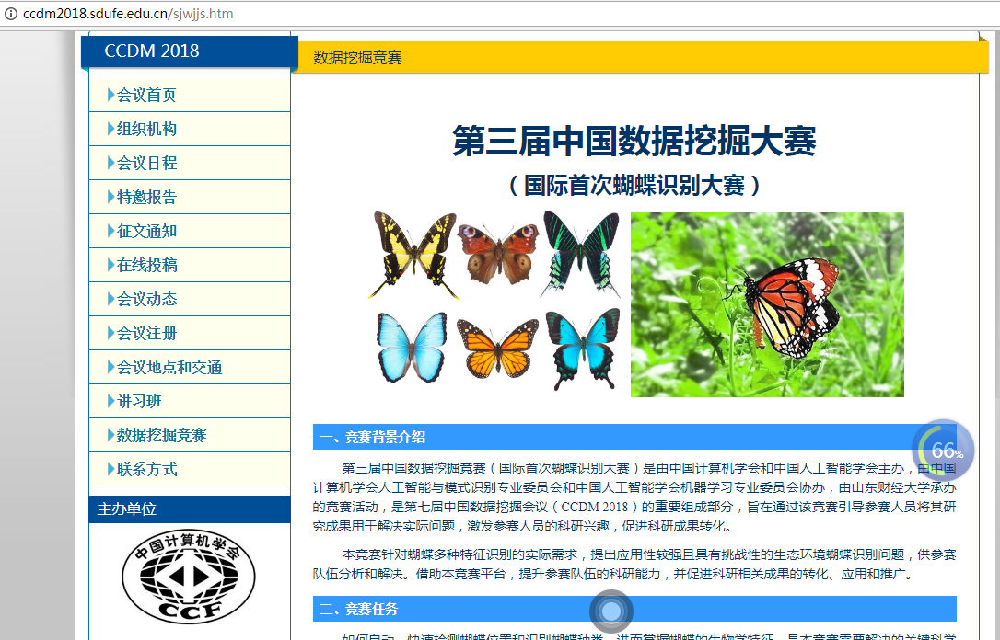 ccdm2018.sdufe.edu.cn/sjwjjs.htm
CCDM 2018
数据挖掘竞赛
会议首页
组织机构
会议日程
特邀报告
征文通知
在线投稿
会议动态
会议注册
会议地点和交通
讲习班
数据挖掘竞赛
联系方式
主办单位
中国计算机学会
CCF
第三届中国数据挖掘大赛
（国际首次蝴蝶识别大赛）
一、竞赛背景介绍
66%
第三届中国数据挖掘竞赛（国际首次蝴蝶识别大赛）是由中国计算机学会和中国人工智能学会主办，由中国
计算机学会人工智能与模式识别专业委员会和中国人工智能学会机器学习专业委员会协办，由山东财经大学承办
的竞赛活动，是第七届中国数据挖掘会议（CCDM 2018）的重要组成部分，旨在通过该竞赛引导参赛人员将其研
究成果用于解决实际问题，激发参赛人员的科研兴趣，促进科研成果转化。
本竞赛针对蝴蝶多种特征识别的实际需求，提出应用性较强且具有挑战性的生态环境蝴蝶识别问题，供参赛
队伍分析和解决。借助本竞赛平台，提升参赛队伍的科研能力，并促进科研相关成果的转化、应用和推广。
二、竞赛任务
如何自动、快速检测蝴蝶位置和识别蝴蝶种类，进而掌握蝴蝶的生物学特征，是本竞赛需要解决的关键科学